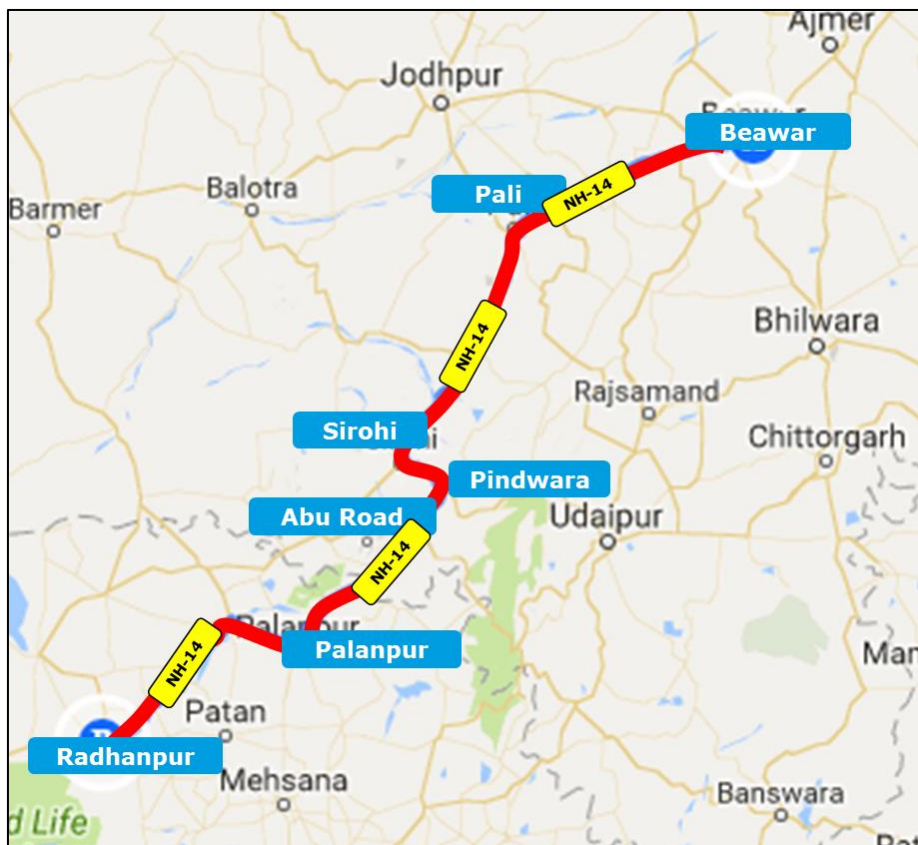 Ajmer
Jodhpur
Beawar
Pali
NH-14
Balotra
Barmer
NH-14
Bhilwara
Rajsamand
Sirohi
Chittorgarh
Pindwara
Abu Road
Udaipur
NH-14
Palanpur
Palanpur
NH-14
Patan
Radhanpur
Mehsana
Banswara
d Life